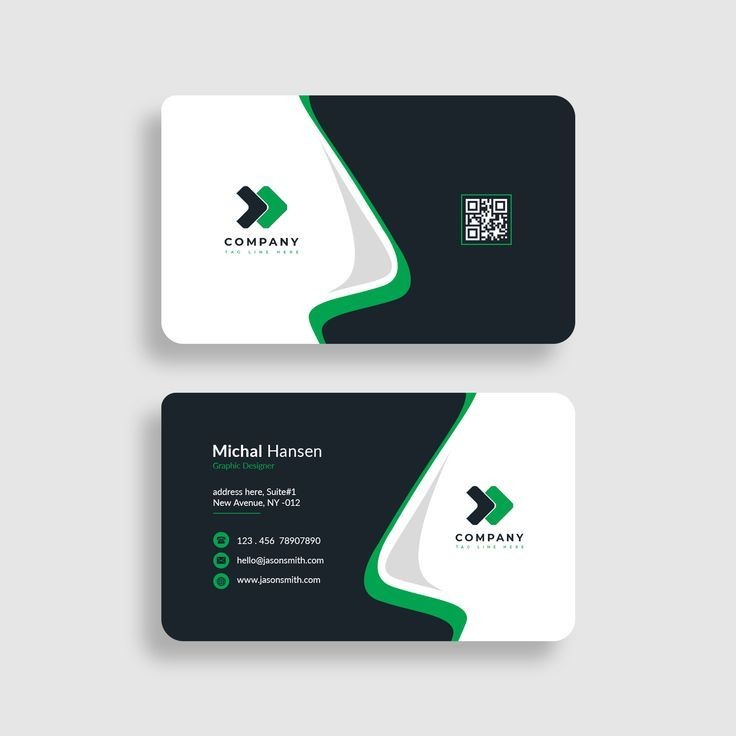 COMPANY
TAG LINE HERE
Michal Hansen
Graphic Designer
address here, Suite#1
New Avenue, NY -012
123 . 456 78907890
hello@jasonsmith.com
www.jasonsmith.com
COMPANY
TAG LINE HERE